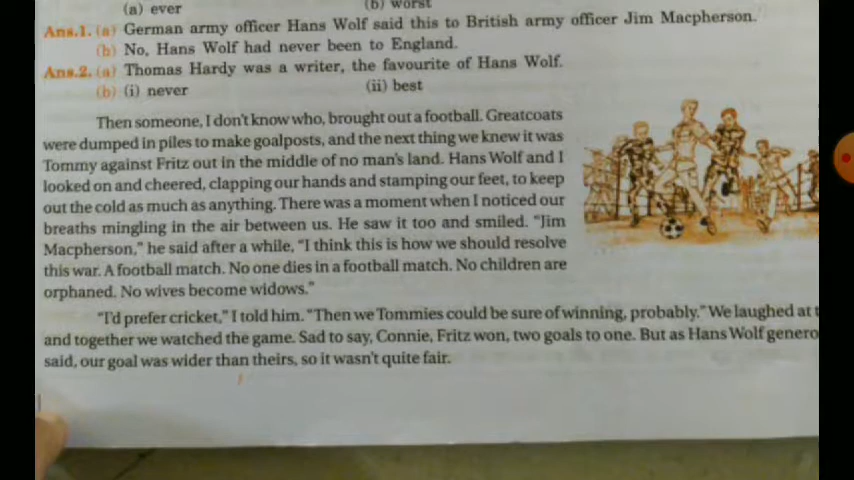 (a) ever (b) worst
Ans.1. (a) German army officer Hans Wolf said this to British army officer Jim Macpherson.
(b) No, Hans Wolf had never been to England.
Ans.2. (a) Thomas Hardy was a writer, the favourite of Hans Wolf.
(b) (i) never (ii) best
Then someone, I don't know who, brought out a football. Greatcoats
were dumped in piles to make goalposts, and the next thing we knew it was
Tommy against Fritz out in the middle of no man's land. Hans Wolf and I
looked on and cheered, clapping our hands and stamping our feet, to keep
out the cold as much as anything. There was a moment when I noticed our
breaths mingling in the air between us. He saw it too and smiled. "Jim
Macpherson," he said after a while, "I think this is how we should resolve
this war. A football match. No one dies in a football match. No children are
orphaned. No wives become widows."
"I'd prefer cricket," I told him. "Then we Tommies could be sure of winning, probably." We laughed at
and together we watched the game. Sad to say, Connie, Fritz won, two goals to one. But as Hans Wolf
said, our goal was wider than theirs, so it wasn't quite fair.